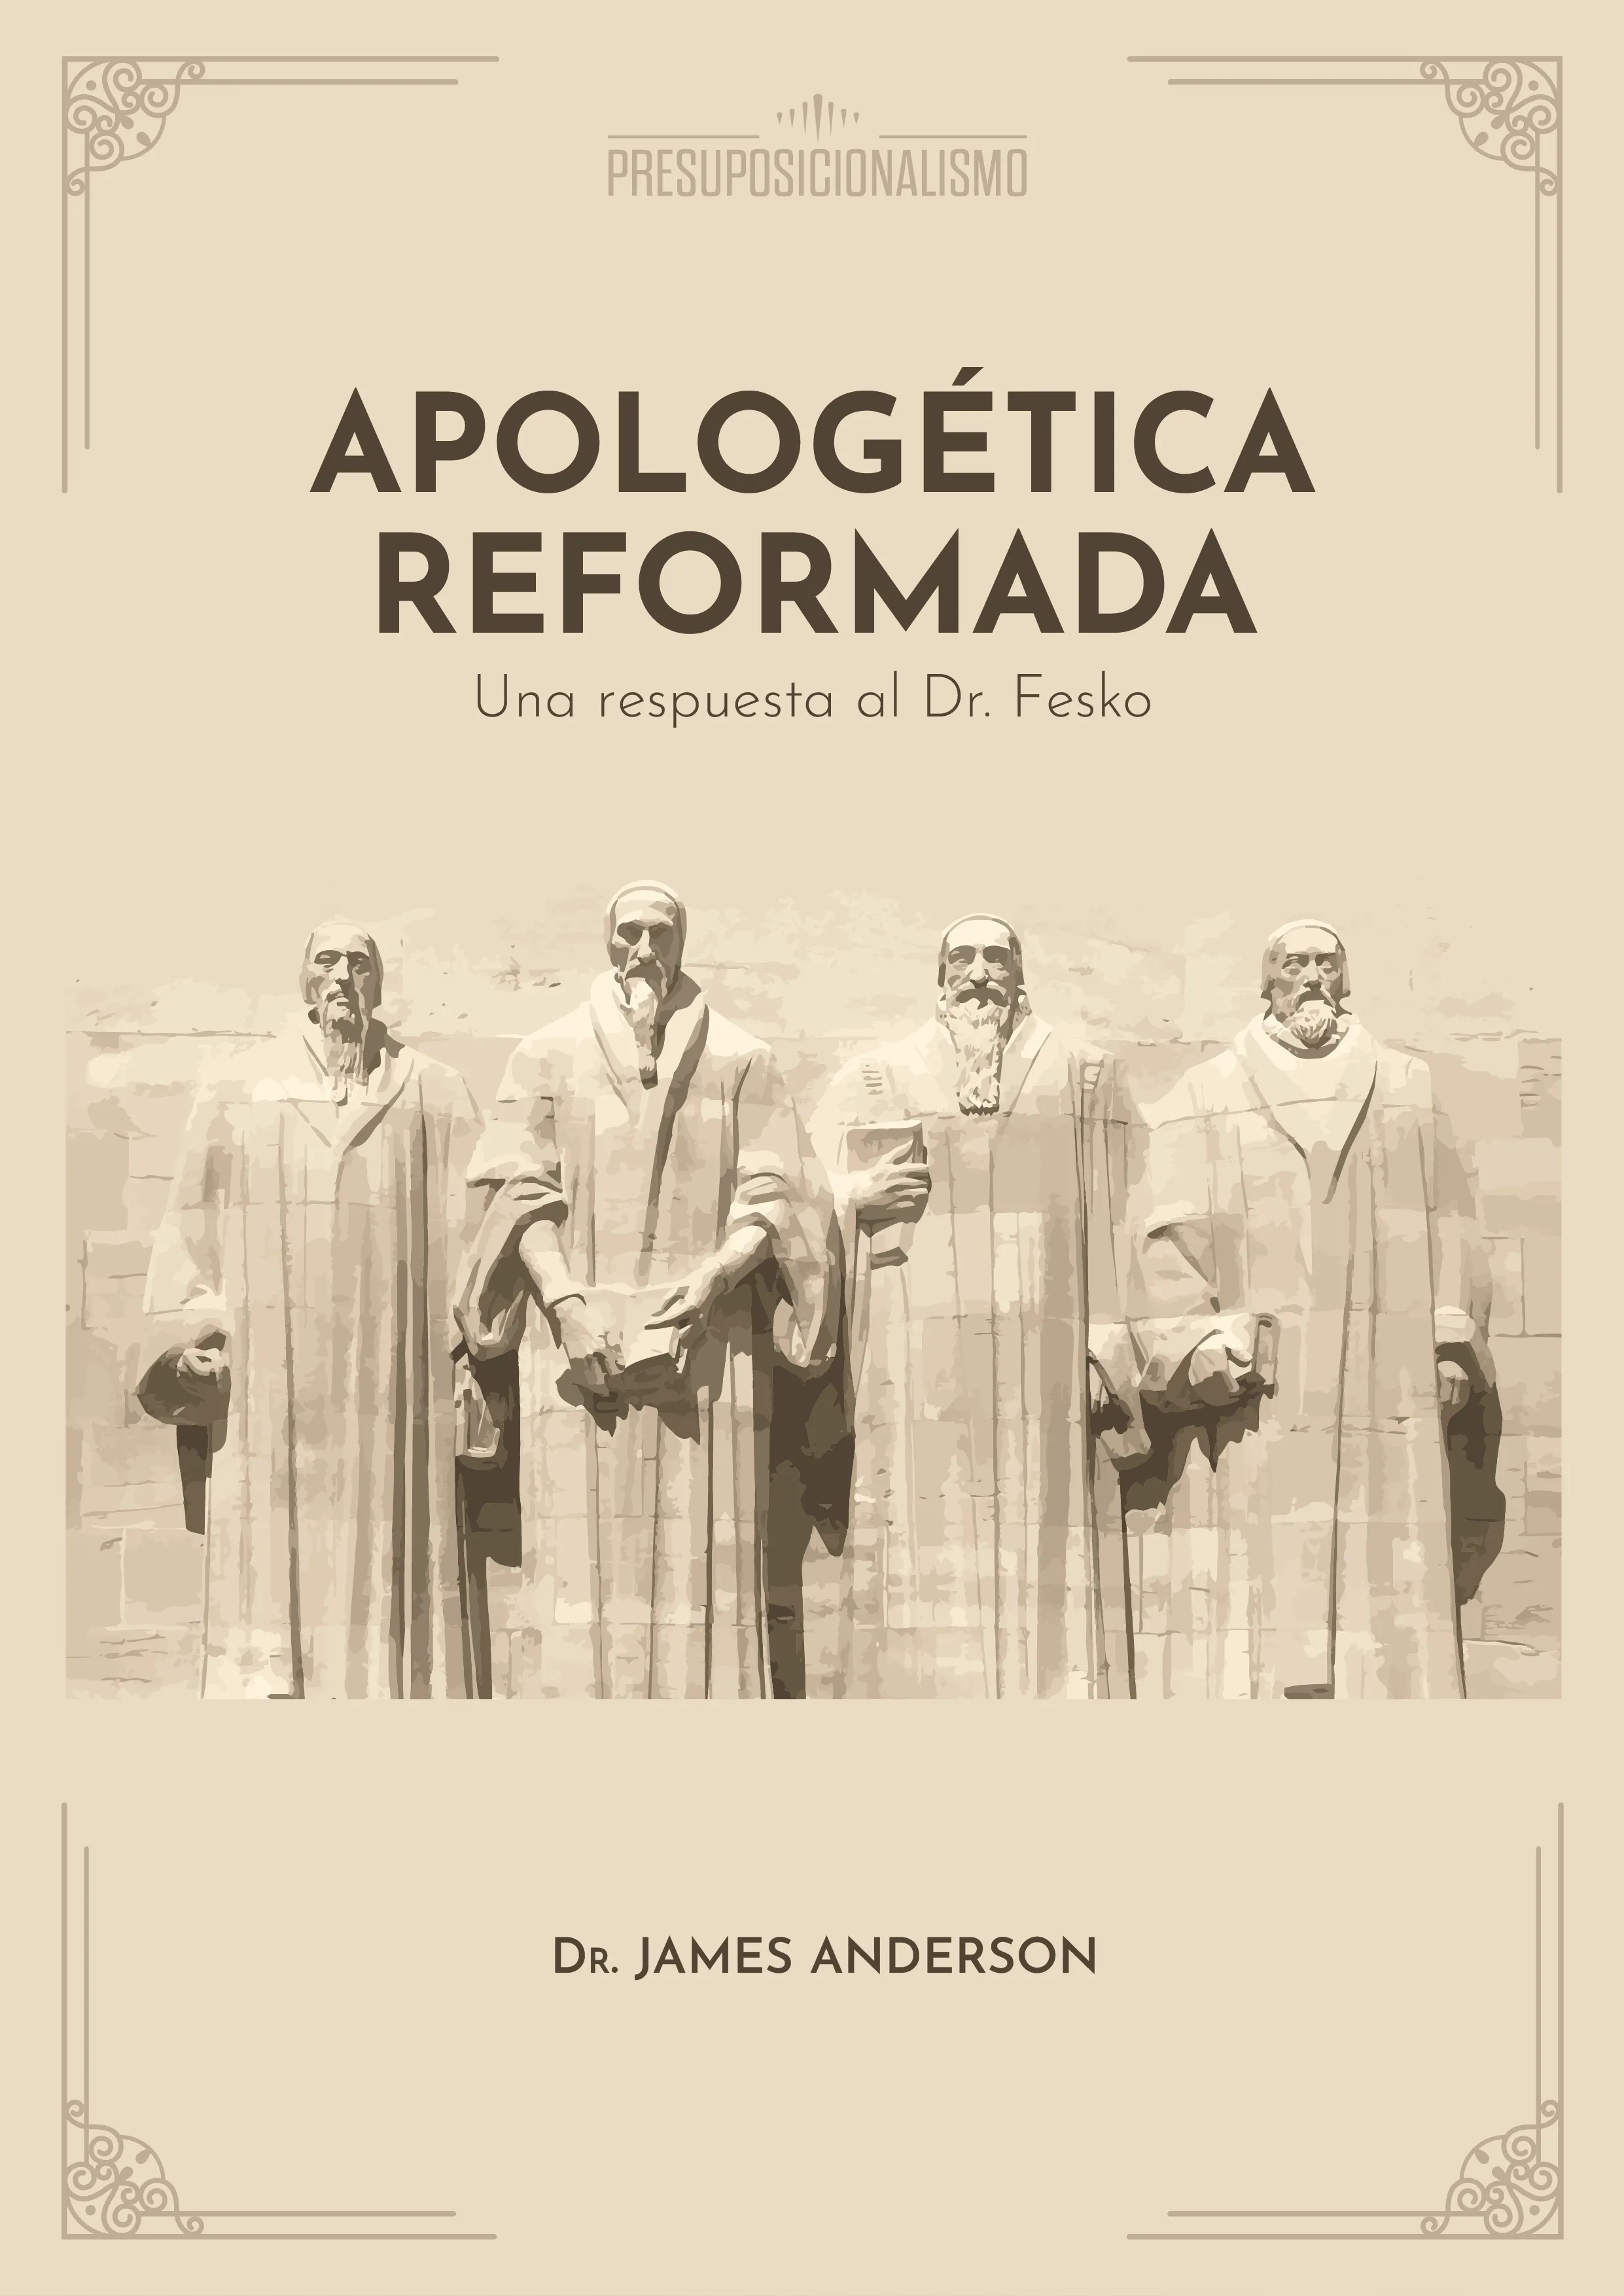 PRESUPOSICIONALISMO
APOLOGÉTICA
REFORMADA
Una respuesta al Dr. Fesko
DR. JAMES ANDERSON